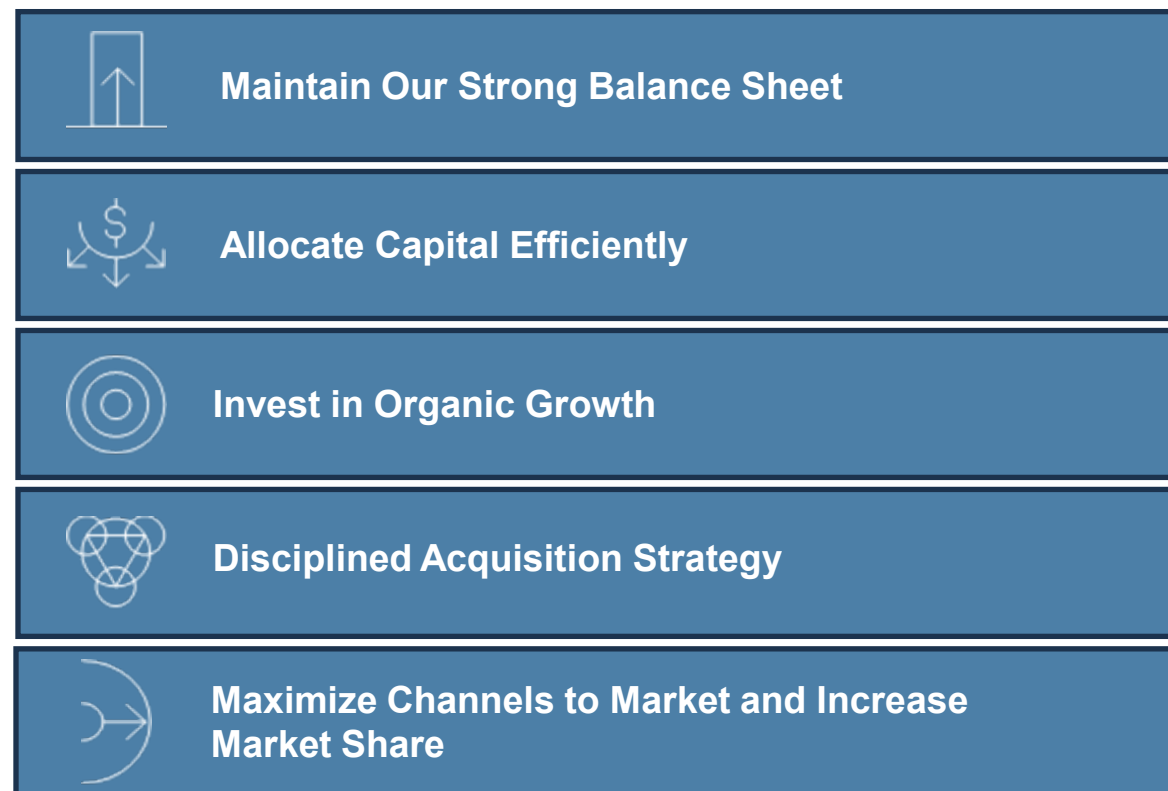 Maintain Our Strong Balance Sheet
$
Allocate Capital Efficiently
Invest in Organic Growth
Disciplined Acquisition Strategy
Maximize Channels to Market and Increase
Market Share